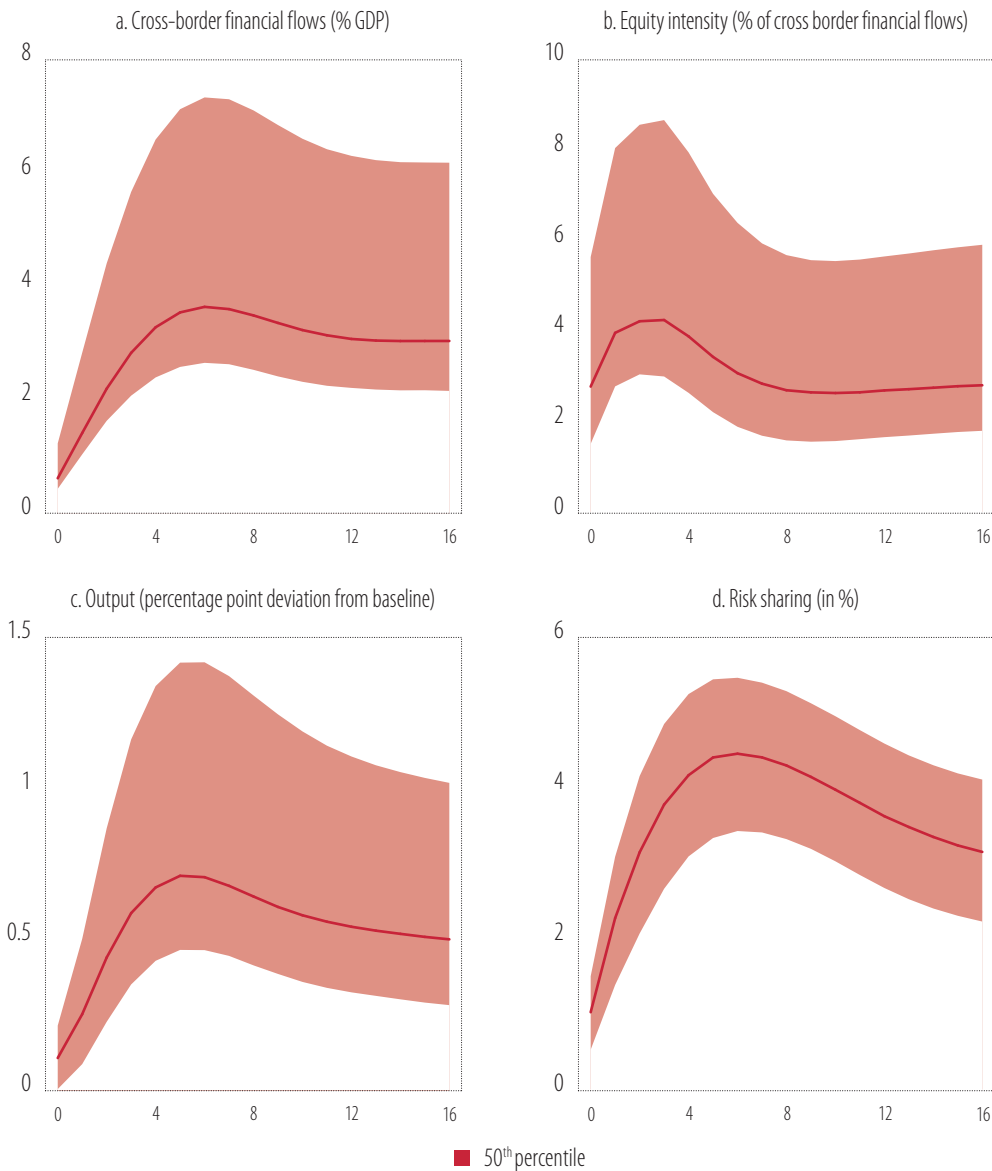 a. Cross-border financial flows (% GDP)
8
6
4
2
0
0 4 8 12 16
b. Equity intensity (% of cross border financial flows)
10
8
6
4
2
0
0 4 8 12 16
c. Output (percentage point deviation from baseline)
1.5
1
0.5
0
0 4 8 12 16
d. Risk sharing (in %)
6
4
2
0
0 4 8 12 16
50th percentile